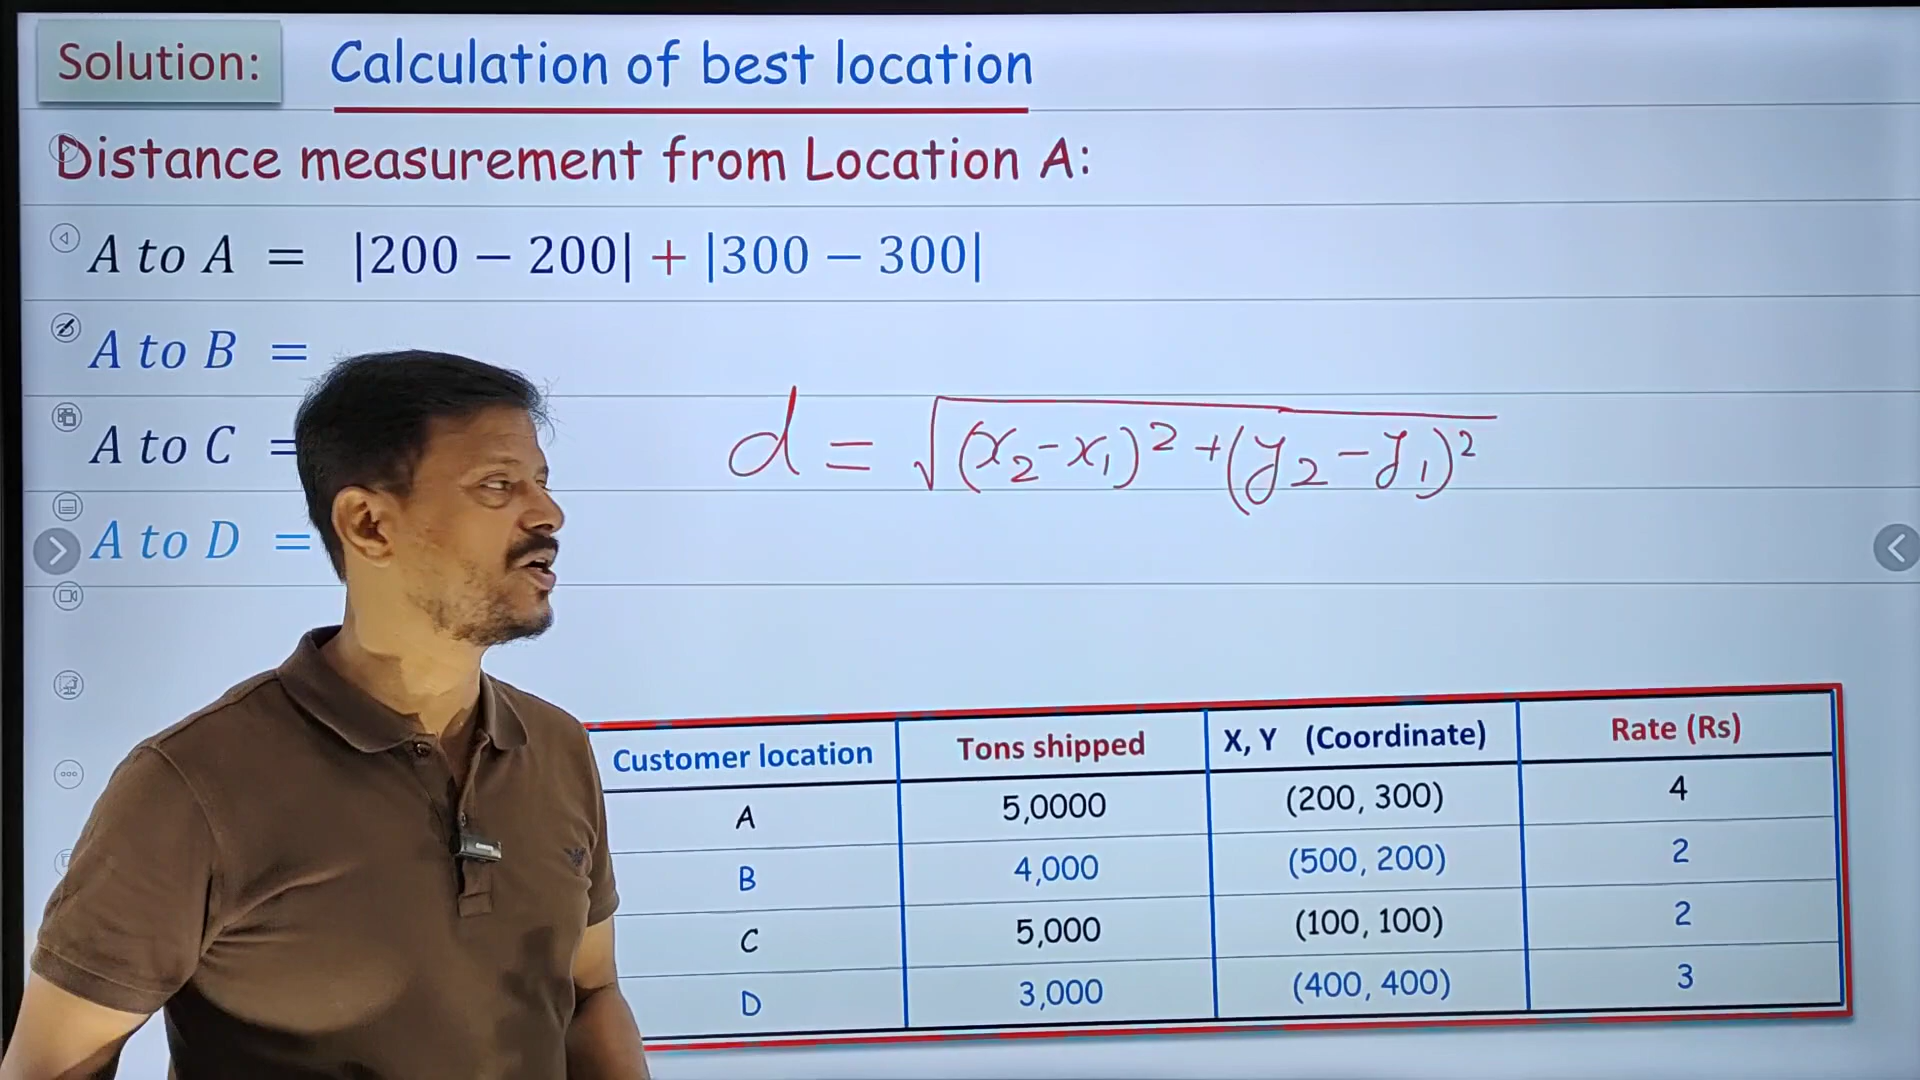 Solution: Calculation of best location
Distance measurement from Location A:
A to A = |200 − 200| + |300 − 300|
A to B =
A to C =
A to D =
d = √(x₂-x₁)² + (y₂-y₁)²
Customer location Tons shipped X, Y (Coordinate) Rate (Rs)
A 5,0000 (200, 300) 4
B 4,000 (500, 200) 2
C 5,000 (100, 100) 2
D 3,000 (400, 400) 3